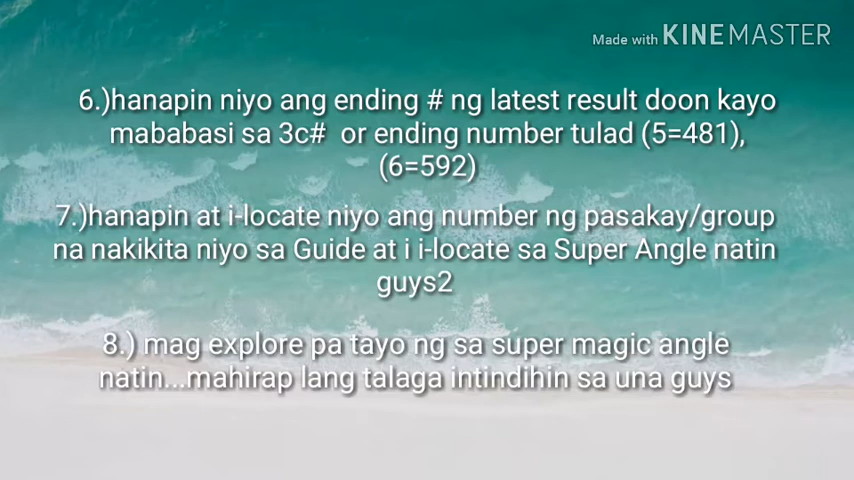 Made with KINEMASTER
6.)hanapin niyo ang ending # ng latest result doon kayo
mababasi sa 3c#  or ending number tulad (5=481),
(6=592)
7.)hanapin at i-locate niyo ang number ng pasakay/group
na nakikita niyo sa Guide at i i-locate sa Super Angle natin
guys2
8.) mag explore pa tayo ng sa super magic angle
natin...mahirap lang talaga intindihin sa una guys